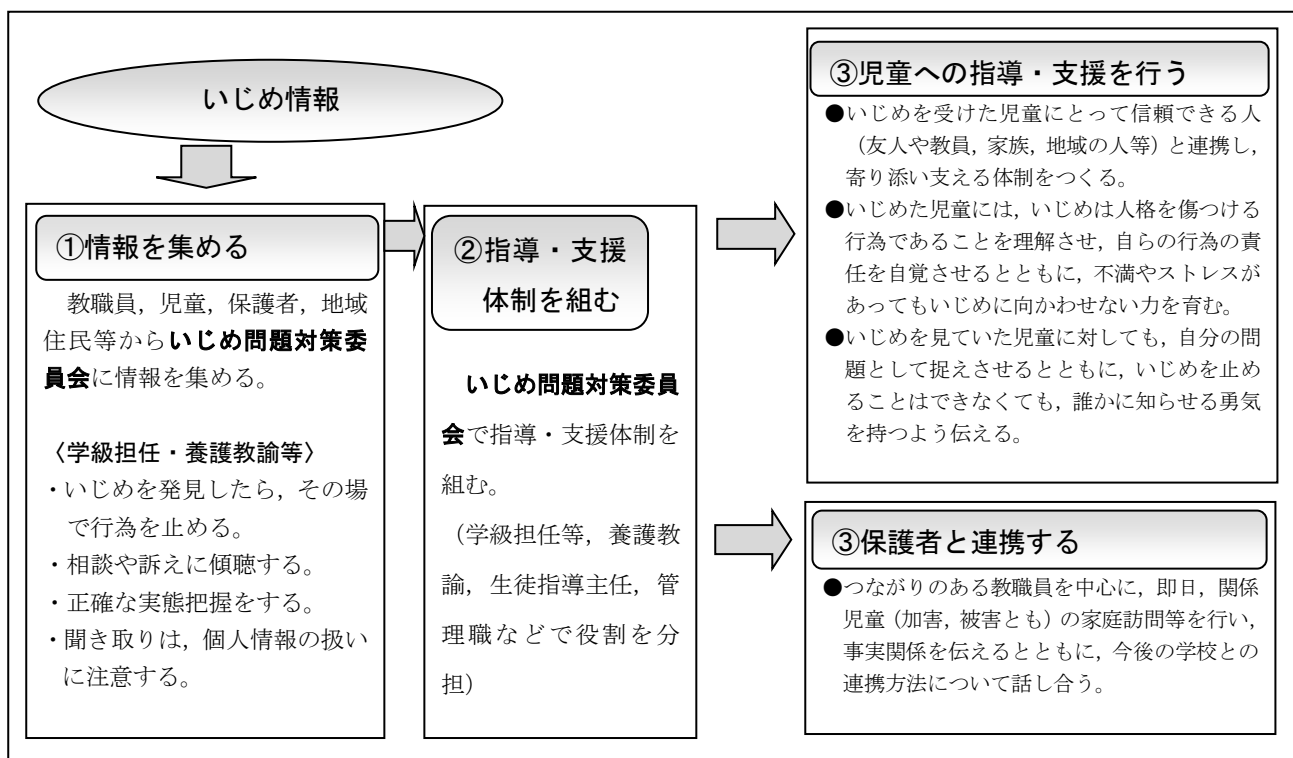 いじめ情報
①情報を集める
教職員，児童，保護者，地域
住民等からいじめ問題対策委
員会に情報を集める。
〈学級担任・養護教諭等〉
・いじめを発見したら，その場
で行為を止める。
・相談や訴えに傾聴する。
・正確な実態把握をする。
・聞き取りは，個人情報の扱い
に注意する。
②指導・支援
体制を組む
いじめ問題対策委員
会で指導・支援体制を
組む。
（学級担任等，養護教
諭，生徒指導主任，管
理職などで役割を分
担）
③児童への指導・支援を行う
●いじめを受けた児童にとって信頼できる人
（友人や教員，家族，地域の人等）と連携し，
寄り添い支える体制をつくる。
●いじめた児童には，いじめは人格を傷つける
行為であることを理解させ，自らの行為の責
任を自覚させるとともに，不満やストレスが
あってもいじめに向かわせない力を育む。
●いじめを見ていた児童に対しても，自分の問
題として捉えさせるとともに，いじめを止め
ることはできなくても，誰かに知らせる勇気
を持つよう伝える。
③保護者と連携する
●つながりのある教職員を中心に，即日，関係
児童（加害，被害とも）の家庭訪問等を行い，
事実関係を伝えるとともに，今後の学校との
連携方法について話し合う。